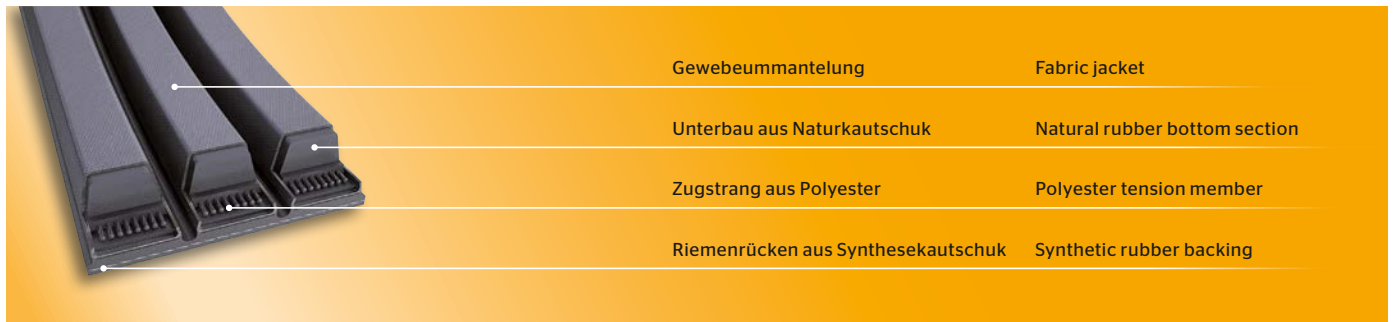 Gewebeummantelung Fabric jacket
Unterbau aus Naturkautschuk Natural rubber bottom section
Zugstrang aus Polyester Polyester tension member
Riemenrücken aus Synthesekautschuk Synthetic rubber backing